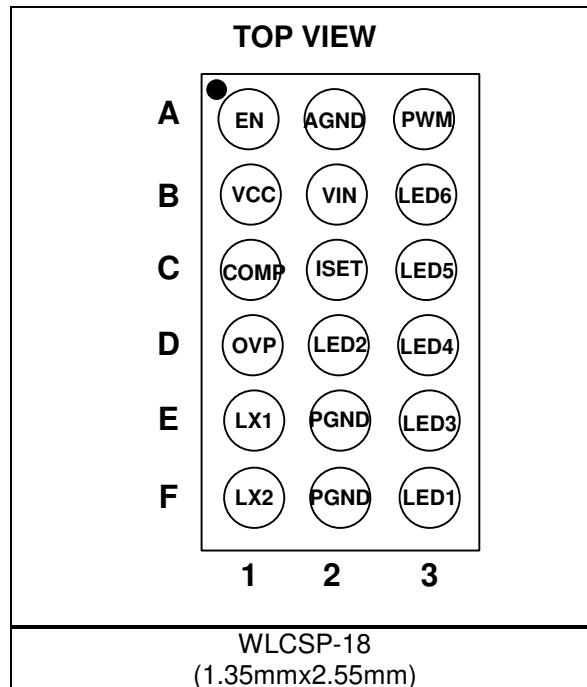 TOP VIEW
A EN AGND PWM
B VCC VIN LED6
C COMP ISET LED5
D OVP LED2 LED4
E LX1 PGND LED3
F LX2 PGND LED1
1 2 3
WLCSP-18
(1.35mmx2.55mm)